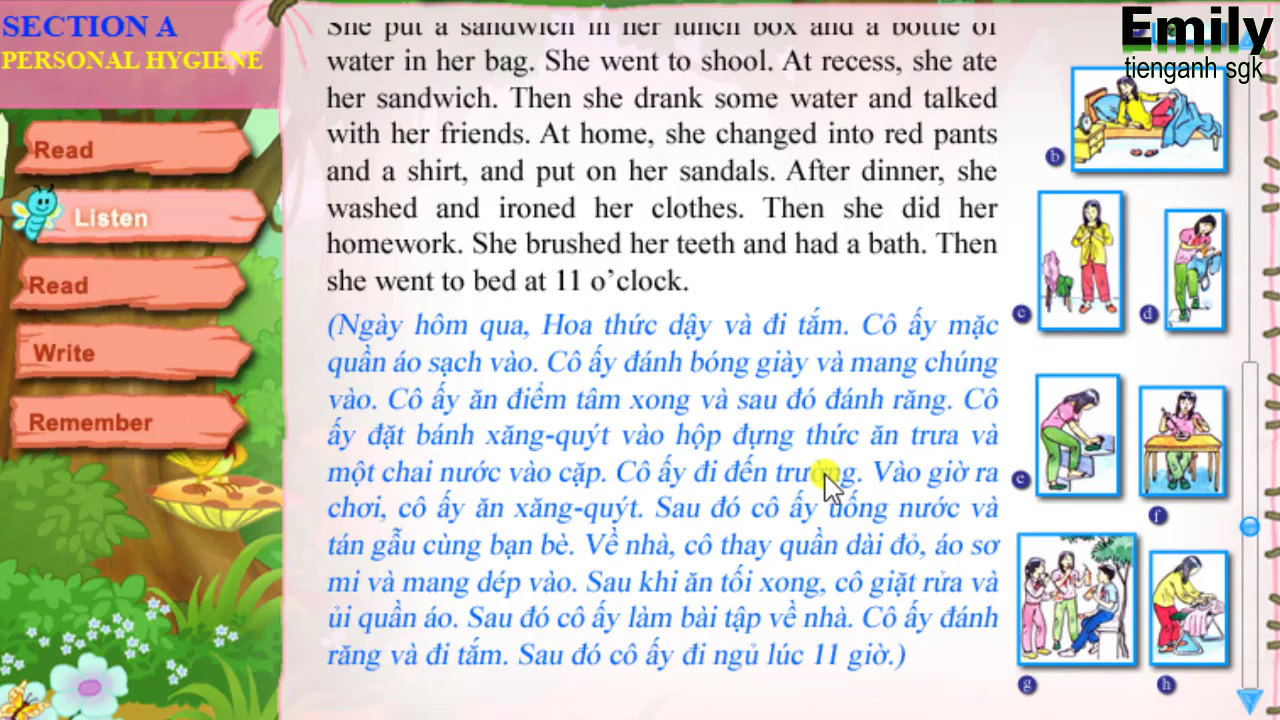 SECTION A
PERSONAL HYGIENE
Read
Listen
Read
Write
Remember
She put a sandwich in her lunch box and a bottle of
water in her bag. She went to shool. At recess, she ate
her sandwich. Then she drank some water and talked
with her friends. At home, she changed into red pants
and a shirt, and put on her sandals. After dinner, she
washed and ironed her clothes. Then she did her
homework. She brushed her teeth and had a bath. Then
she went to bed at 11 o’clock.
(Ngày hôm qua, Hoa thức dậy và đi tắm. Cô ấy mặc
quần áo sạch vào. Cô ấy đánh bóng giày và mang chúng
vào. Cô ấy ăn điểm tâm xong và sau đó đánh răng. Cô
ấy đặt bánh xăng-quýt vào hộp đựng thức ăn trưa và
một chai nước vào cặp. Cô ấy đi đến trường. Vào giờ ra
chơi, cô ấy ăn xăng-quýt. Sau đó cô ấy uống nước và
tán gẫu cùng bạn bè. Về nhà, cô thay quần dài đỏ, áo sơ
mi và mang dép vào. Sau khi ăn tối xong, cô giặt rửa và
ủi quần áo. Sau đó cô ấy làm bài tập về nhà. Cô ấy đánh
răng và đi tắm. Sau đó cô ấy đi ngủ lúc 11 giờ.)
Emily
tienganh sgk
b
c
d
e
f
g
h